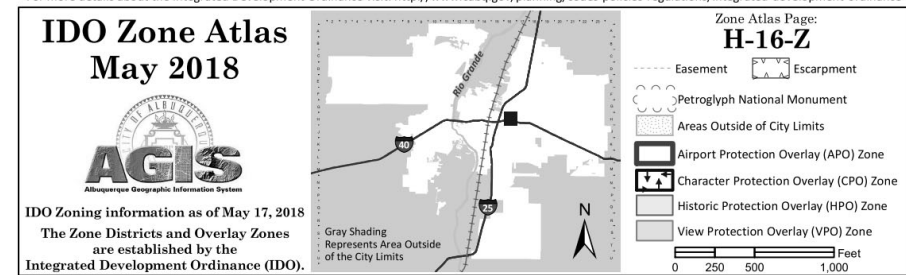 IDO Zone Atlas
May 2018
CITY OF ALBUQUERQUE
AGIS
Albuquerque Geographic Information System
IDO Zoning information as of May 17, 2018
The Zone Districts and Overlay Zones
are established by the
Integrated Development Ordinance (IDO).
Rio Grande
40
25
N
Gray Shading
Represents Area Outside
of the City Limits
Zone Atlas Page:
H-16-Z
Easement
Escarpment
Petroglyph National Monument
Areas Outside of City Limits
Airport Protection Overlay (APO) Zone
Character Protection Overlay (CPO) Zone
Historic Protection Overlay (HPO) Zone
View Protection Overlay (VPO) Zone
Feet
0 250 500 1,000